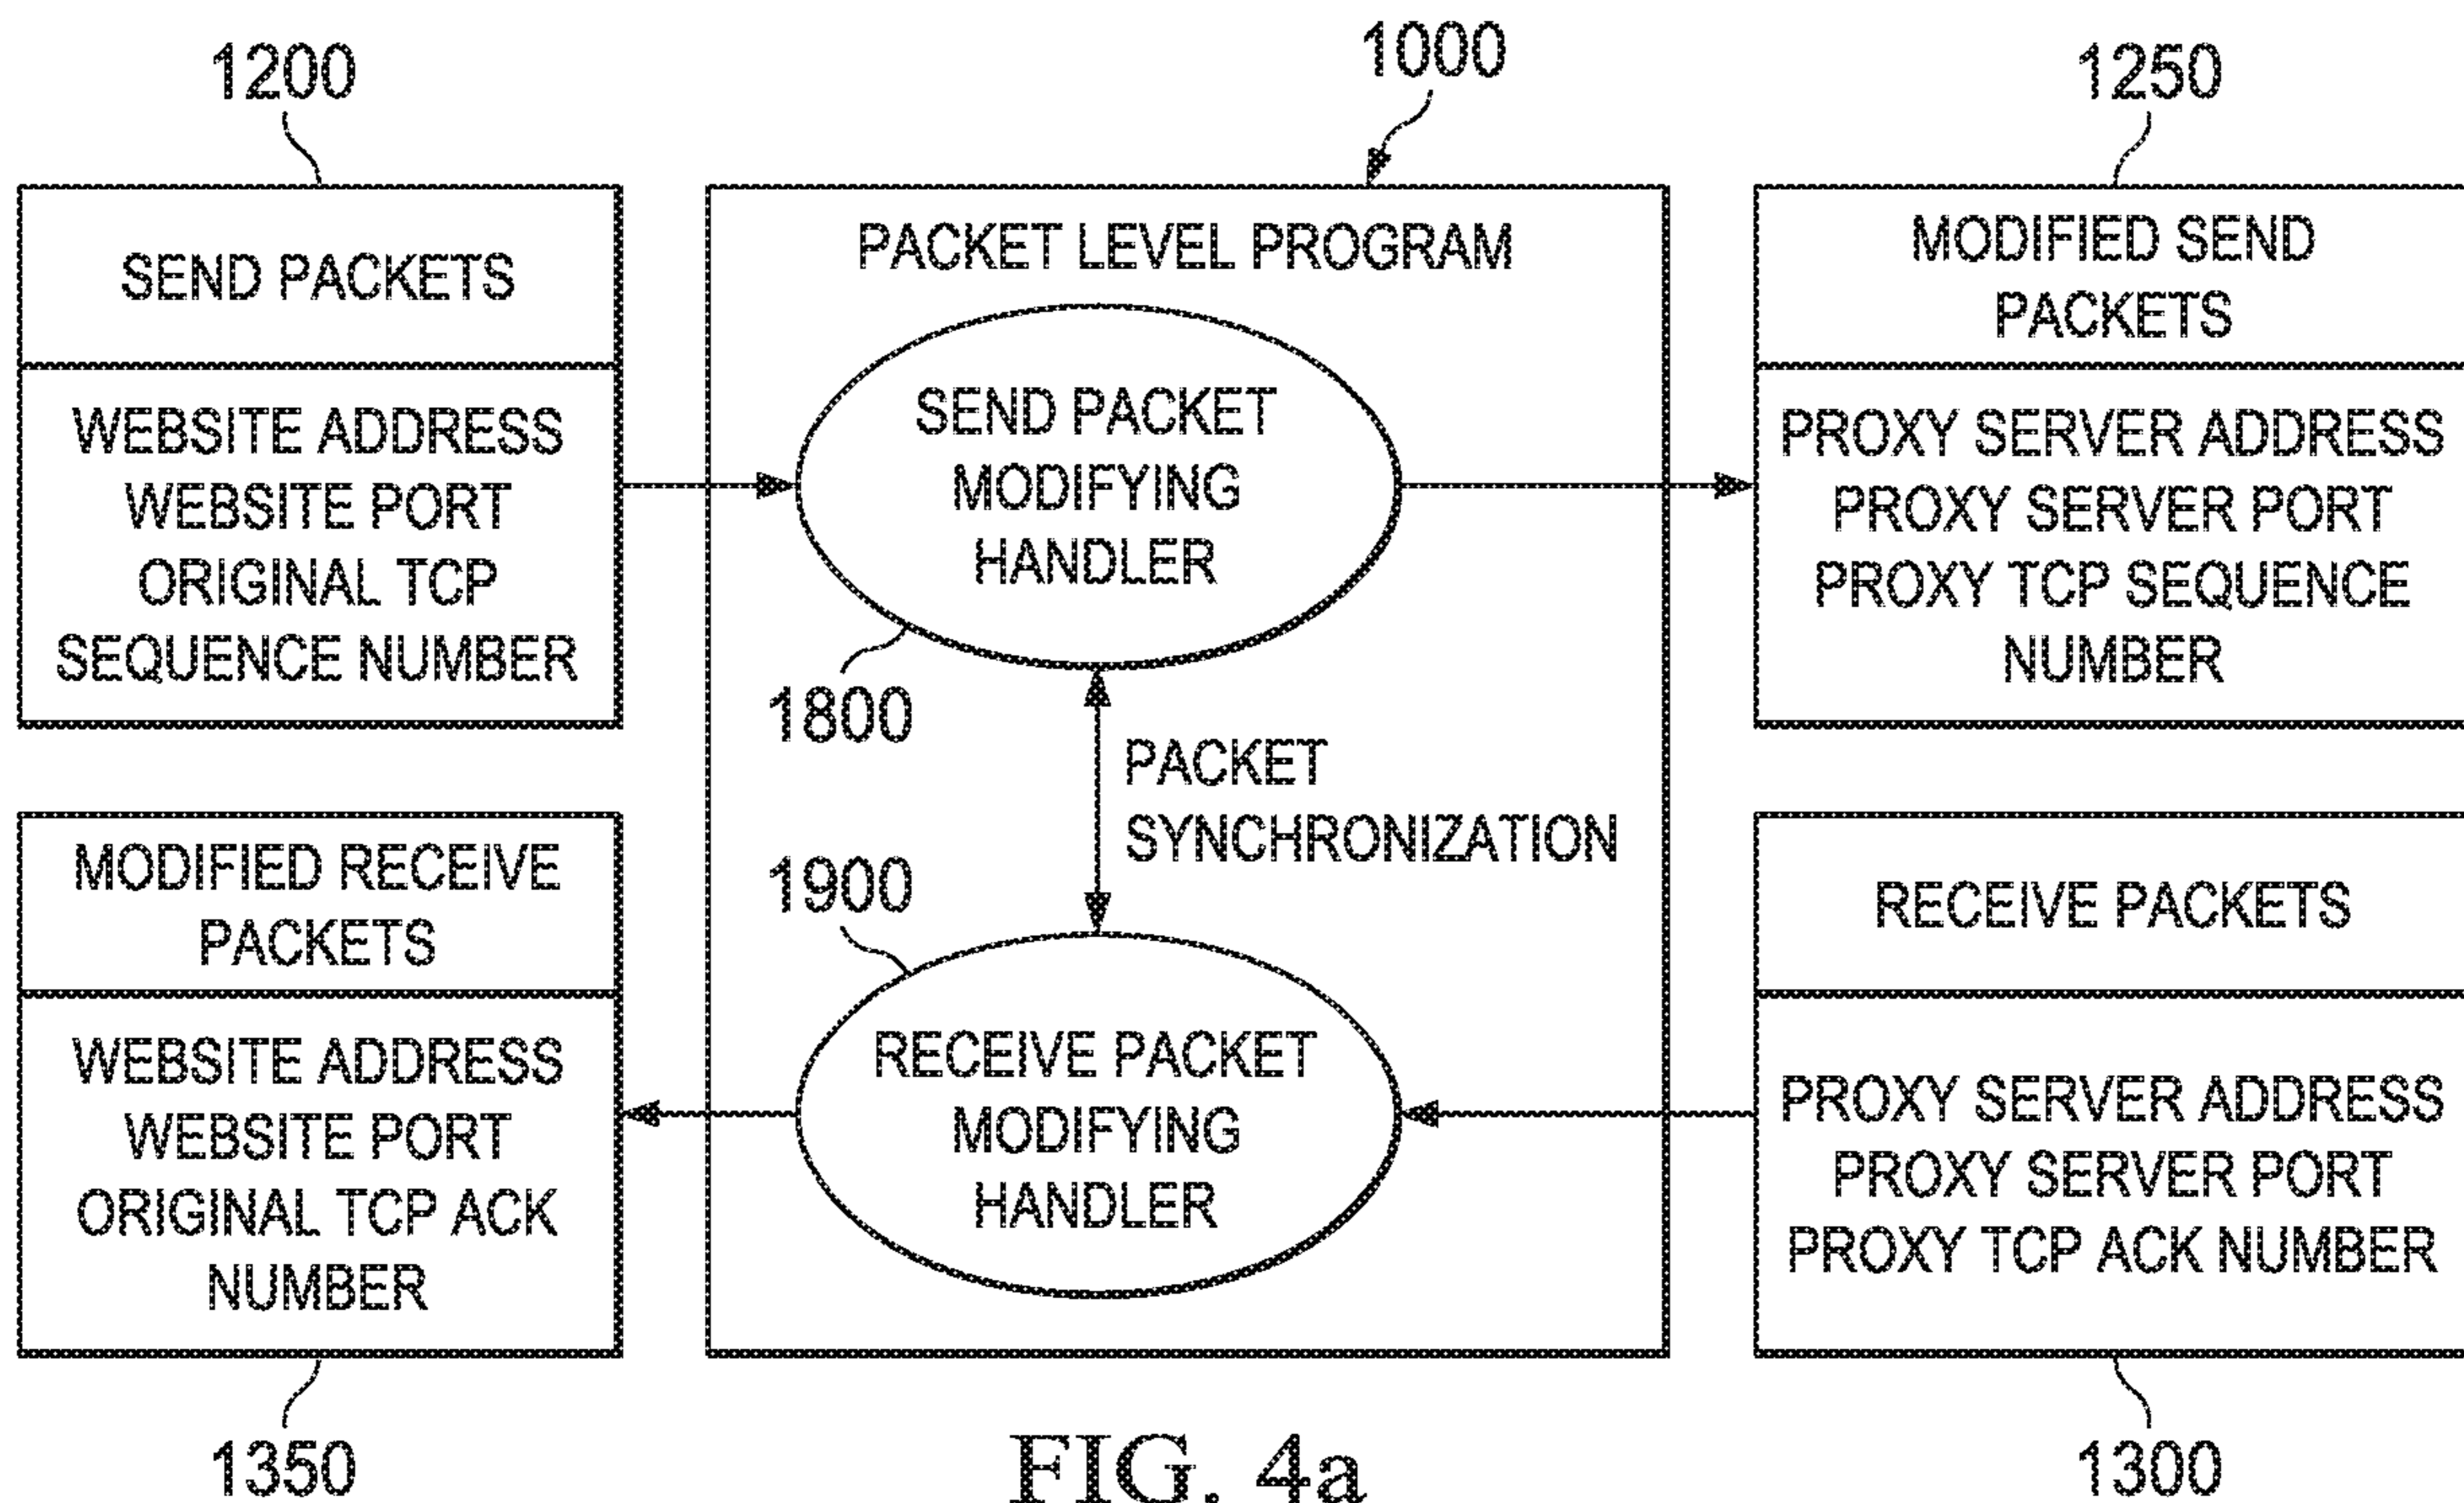 1200
1000
1250
SEND PACKETS
WEBSITE ADDRESS
WEBSITE PORT
ORIGINAL TCP
SEQUENCE NUMBER
PACKET LEVEL PROGRAM
SEND PACKET
MODIFYING
HANDLER
1800
MODIFIED SEND
PACKETS
PROXY SERVER ADDRESS
PROXY SERVER PORT
PROXY TCP SEQUENCE
NUMBER
PACKET
SYNCHRONIZATION
MODIFIED RECEIVE
PACKETS
WEBSITE ADDRESS
WEBSITE PORT
ORIGINAL TCP ACK
NUMBER
1900
RECEIVE PACKET
MODIFYING
HANDLER
RECEIVE PACKETS
PROXY SERVER ADDRESS
PROXY SERVER PORT
PROXY TCP ACK NUMBER
1350
1300
FIG. 4a